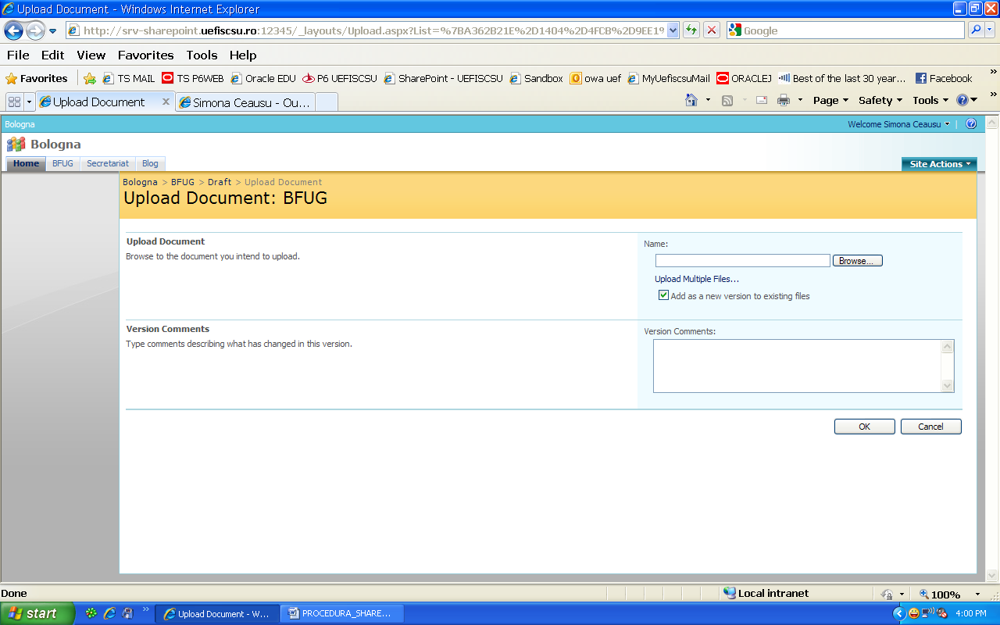 Upload Document - Windows Internet Explorer
http://srv-sharepoint.uefiscsu.ro:12345/_layouts/Upload.aspx?List=%7BA362B21E%2D1404%2D4FCB%2D9EE1% Google
File Edit View Favorites Tools Help
Favorites TS MAIL TS P6WEB Oracle EDU P6 UEFISCSU SharePoint - UEFISCSU Sandbox owa uef MyUefiscsuMail ORACLEJ Best of the last 30 year... Facebook »
Upload Document x Simona Ceausu - Ou... Page Safety Tools »
Bologna Welcome Simona Ceausu |
Bologna
Home BFUG Secretariat Blog Site Actions
Bologna > BFUG > Draft > Upload Document
Upload Document: BFUG
Upload Document
Browse to the document you intend to upload.
Name:
Browse...
Upload Multiple Files...
Add as a new version to existing files
Version Comments
Type comments describing what has changed in this version.
Version Comments:
OK Cancel
Done Local intranet 100%
start » Upload Document - W... PROCEDURA_SHARE... 4:00 PM